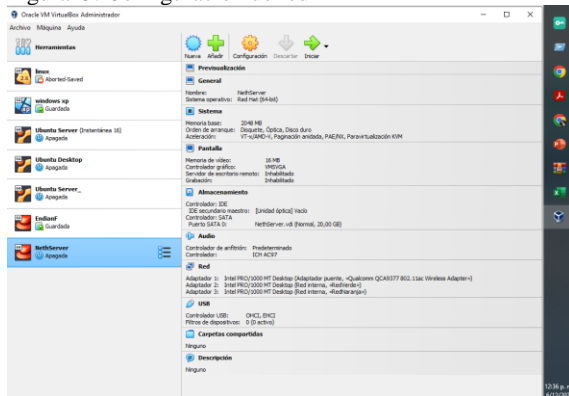 Oracle VM VirtualBox Administrador
Archivo Máquina Ayuda
Herramientas
Nueva Añadir Configuración Descartar Iniciar
linux
Aborted-Saved
windows xp
Guardada
Ubuntu Server (Instantánea 16)
Apagada
Ubuntu Desktop
Apagada
Ubuntu Server_
Apagada
EndianF
Guardada
NethServer
Apagada
Previsualización
General
Nombre: NethServer
Sistema operativo: Red Hat (64-bit)
Sistema
Memoria base: 2048 MB
Orden de arranque: Disquete, Óptica, Disco duro
Aceleración: VT-x/AMD-V, Paginación anidada, PAE/NX, Paravirtualización KVM
Pantalla
Memoria de vídeo: 16 MB
Controlador gráfico: VMSVGA
Servidor de escritorio remoto: Inhabilitado
Grabación: Inhabilitado
Almacenamiento
Controlador: IDE
IDE secundario maestro: [Unidad óptica] Vacío
Controlador: SATA
Puerto SATA 0: NethServer.vdi (Normal, 20,00 GB)
Audio
Controlador de anfitrión: Predeterminado
Controlador: ICH AC97
Red
Adaptador 1: Intel PRO/1000 MT Desktop (Adaptador puente, «Qualcomm QCA9377 802.11ac Wireless Adapter»)
Adaptador 2: Intel PRO/1000 MT Desktop (Red interna, «RedVerde»)
Adaptador 3: Intel PRO/1000 MT Desktop (Red interna, «RedNaranja»)
USB
Controlador USB: OHCI, EHCI
Filtros de dispositivos: 0 (0 activo)
Carpetas compartidas
Ninguno
Descripción
Ninguno
12:36 p.